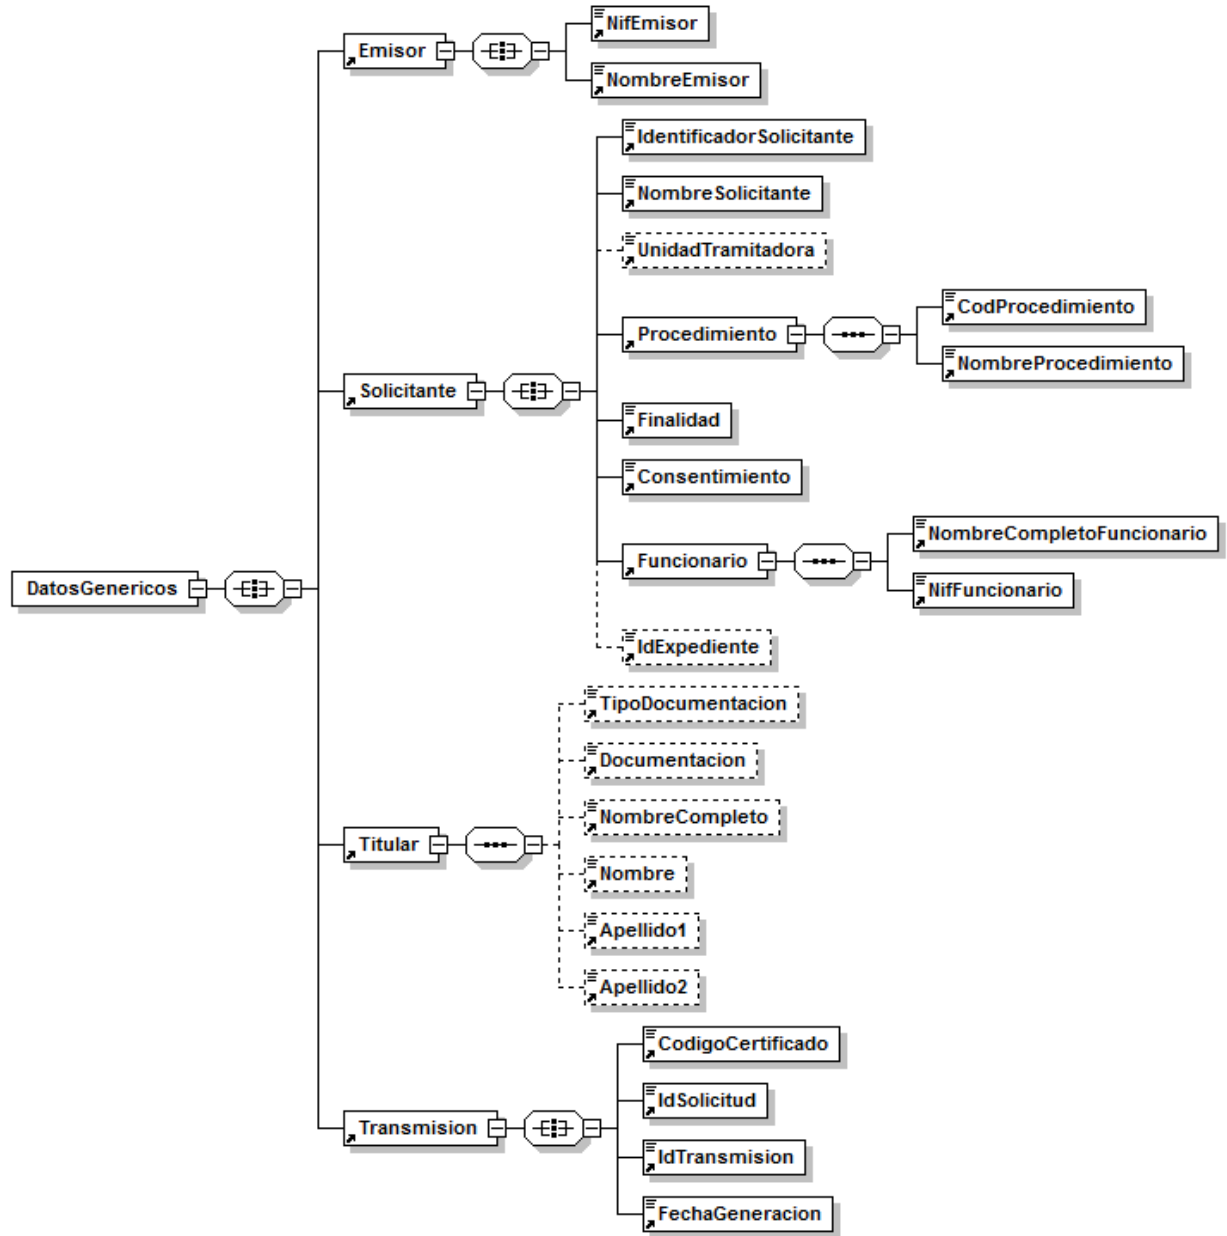 DatosGenericos
Emisor
NifEmisor
NombreEmisor
Solicitante
IdentificadorSolicitante
NombreSolicitante
UnidadTramitadora
Procedimiento
CodProcedimiento
NombreProcedimiento
Finalidad
Consentimiento
Funcionario
NombreCompletoFuncionario
NifFuncionario
IdExpediente
Titular
TipoDocumentacion
Documentacion
NombreCompleto
Nombre
Apellido1
Apellido2
Transmision
CodigoCertificado
IdSolicitud
IdTransmision
FechaGeneracion